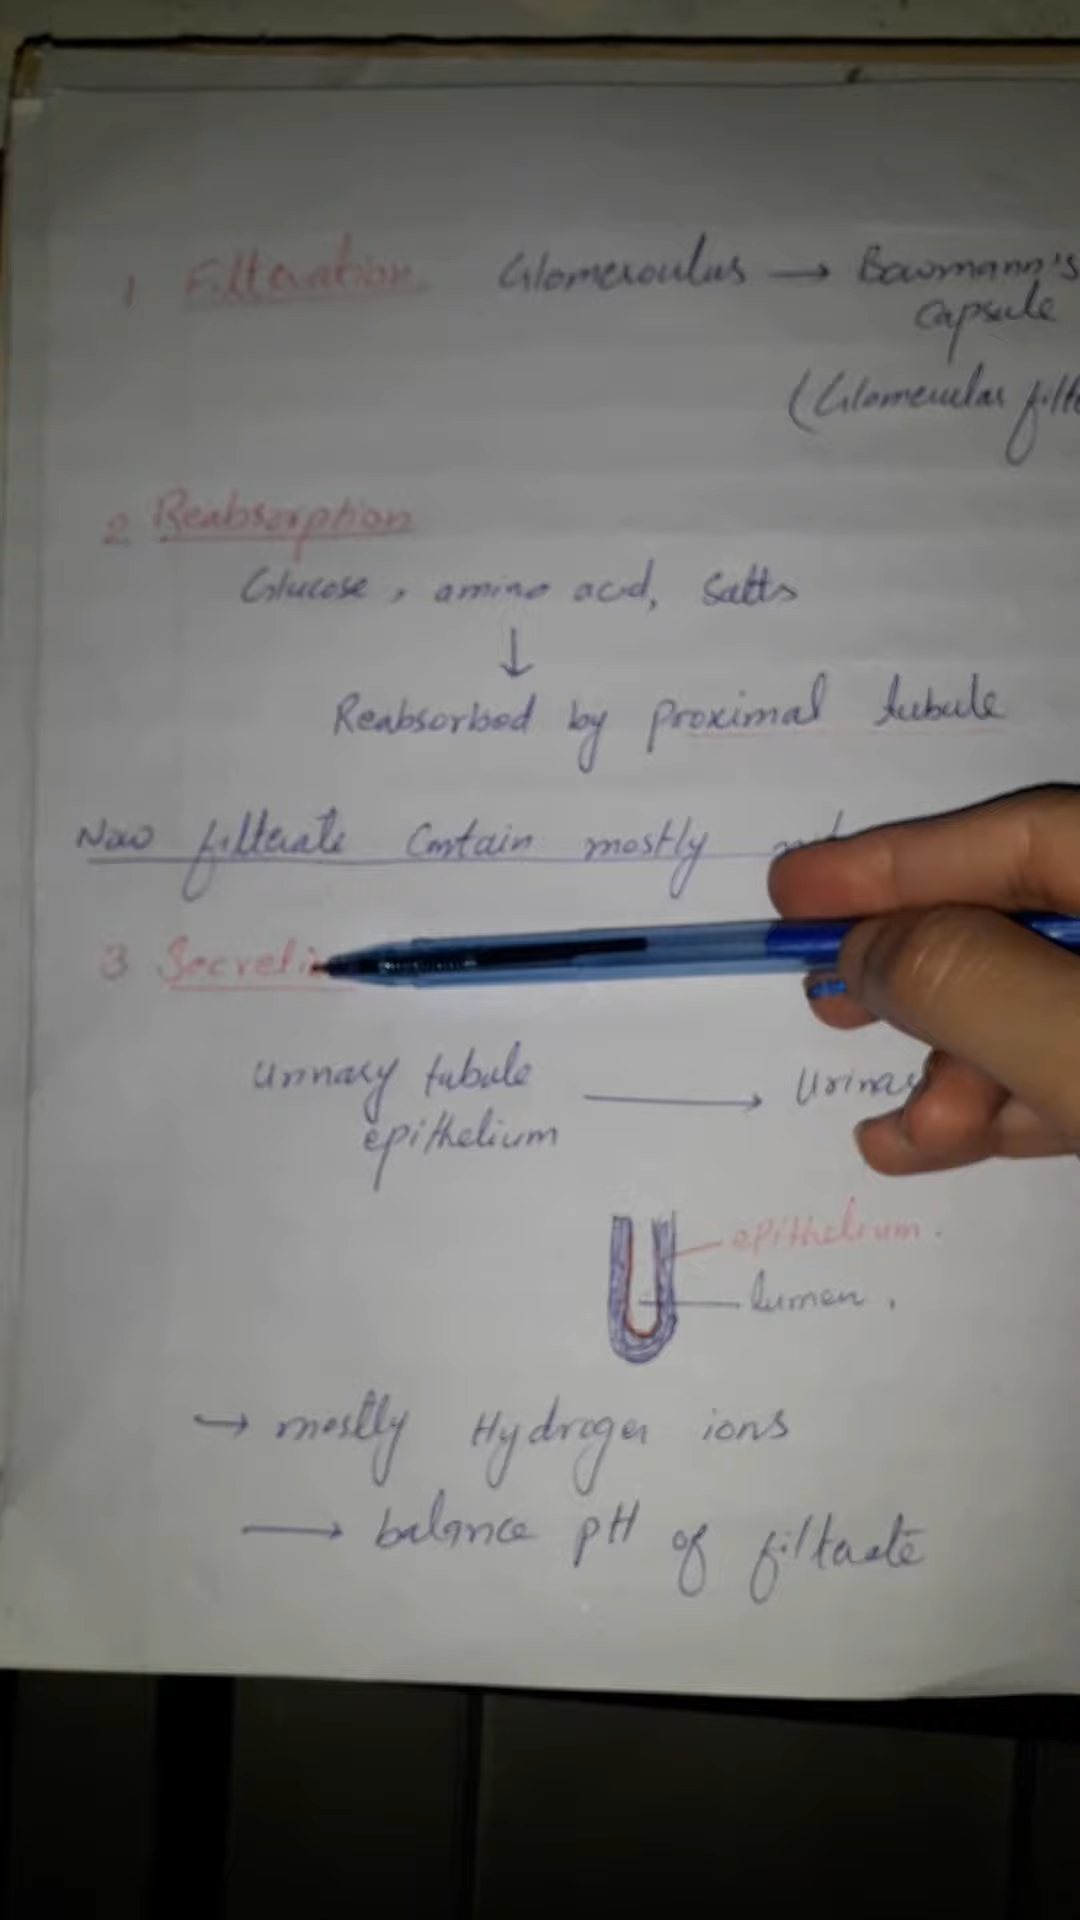 1 Filteration. Glomeroulus → Bowmann's
capsule
(Glomerular
2 Reabsorption
Glucose, amino acid, Salts
↓
Reabsorbed by proximal tubule
Now filterate Contain mostly
3
urinary tubule →
epithelium
epithelium.
lumen.
→ mostly Hydrogen ions
→ balance pH of filtrate